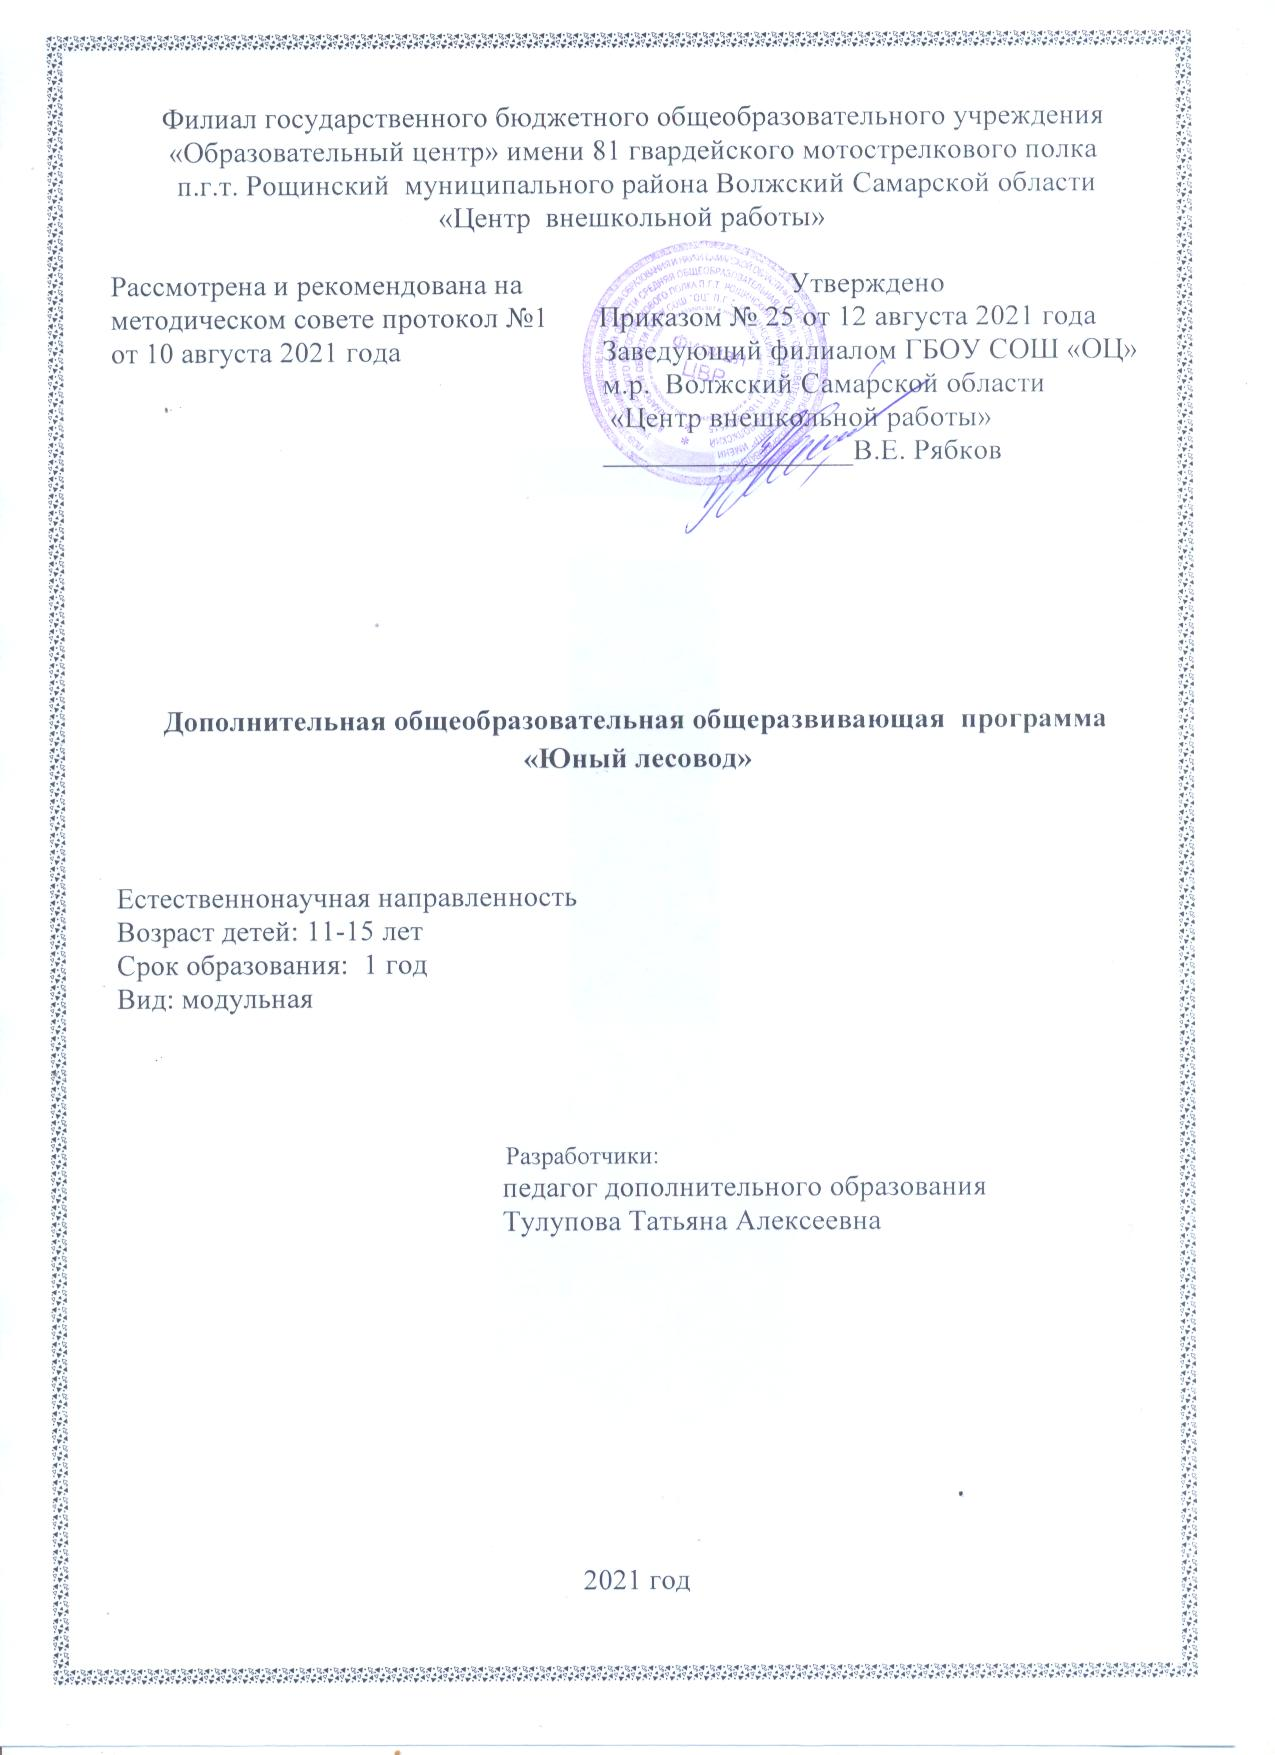 Филиал государственного бюджетного общеобразовательного учреждения
«Образовательный центр» имени 81 гвардейского мотострелкового полка
п.г.т. Рощинский муниципального района Волжский Самарской области
«Центр внешкольной работы»
Рассмотрена и рекомендована на
методическом совете протокол №1
от 10 августа 2021 года
Утверждено
Приказом № 25 от 12 августа 2021 года
Заведующий филиалом ГБОУ СОШ «ОЦ»
м.р. Волжский Самарской области
«Центр внешкольной работы»
В.Е. Рябков
Филиал
ЦВР
Дополнительная общеобразовательная общеразвивающая программа
«Юный лесовод»
Естественнонаучная направленность
Возраст детей: 11-15 лет
Срок образования: 1 год
Вид: модульная
Разработчики:
педагог дополнительного образования
Тулупова Татьяна Алексеевна
2021 год